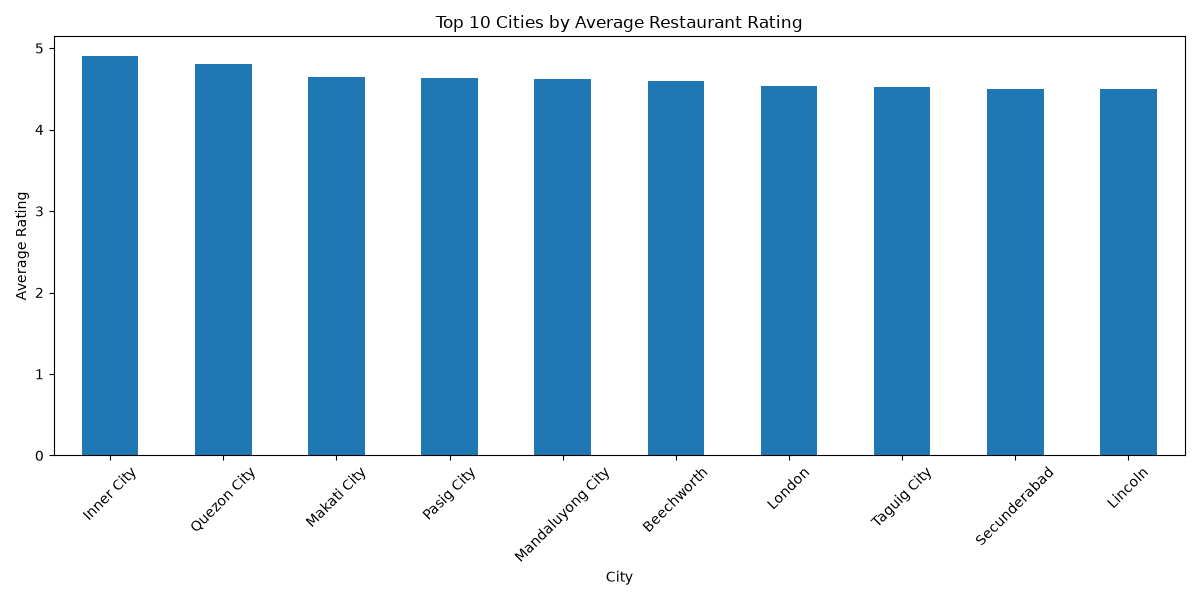 Top 10 Cities by Average Restaurant Rating
Average Rating
5
4
3
2
1
0
Inner City
Quezon City
Makati City
Pasig City
Mandaluyong City
Beechworth
London
Taguig City
Secunderabad
Lincoln
City